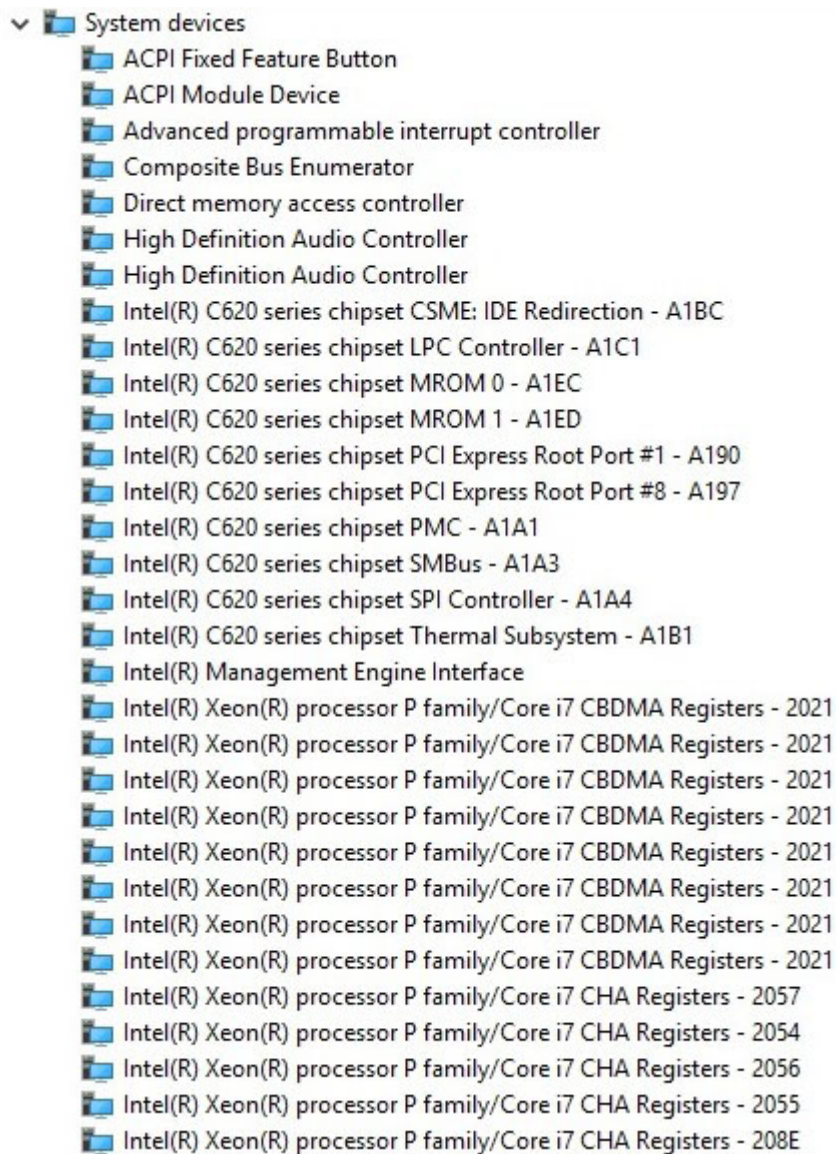 System devices
ACPI Fixed Feature Button
ACPI Module Device
Advanced programmable interrupt controller
Composite Bus Enumerator
Direct memory access controller
High Definition Audio Controller
High Definition Audio Controller
Intel(R) C620 series chipset CSME: IDE Redirection - A1BC
Intel(R) C620 series chipset LPC Controller - A1C1
Intel(R) C620 series chipset MROM 0 - A1EC
Intel(R) C620 series chipset MROM 1 - A1ED
Intel(R) C620 series chipset PCI Express Root Port #1 - A190
Intel(R) C620 series chipset PCI Express Root Port #8 - A197
Intel(R) C620 series chipset PMC - A1A1
Intel(R) C620 series chipset SMBus - A1A3
Intel(R) C620 series chipset SPI Controller - A1A4
Intel(R) C620 series chipset Thermal Subsystem - A1B1
Intel(R) Management Engine Interface
Intel(R) Xeon(R) processor P family/Core i7 CBDMA Registers - 2021
Intel(R) Xeon(R) processor P family/Core i7 CBDMA Registers - 2021
Intel(R) Xeon(R) processor P family/Core i7 CBDMA Registers - 2021
Intel(R) Xeon(R) processor P family/Core i7 CBDMA Registers - 2021
Intel(R) Xeon(R) processor P family/Core i7 CBDMA Registers - 2021
Intel(R) Xeon(R) processor P family/Core i7 CBDMA Registers - 2021
Intel(R) Xeon(R) processor P family/Core i7 CBDMA Registers - 2021
Intel(R) Xeon(R) processor P family/Core i7 CBDMA Registers - 2021
Intel(R) Xeon(R) processor P family/Core i7 CHA Registers - 2057
Intel(R) Xeon(R) processor P family/Core i7 CHA Registers - 2054
Intel(R) Xeon(R) processor P family/Core i7 CHA Registers - 2056
Intel(R) Xeon(R) processor P family/Core i7 CHA Registers - 2055
Intel(R) Xeon(R) processor P family/Core i7 CHA Registers - 208E